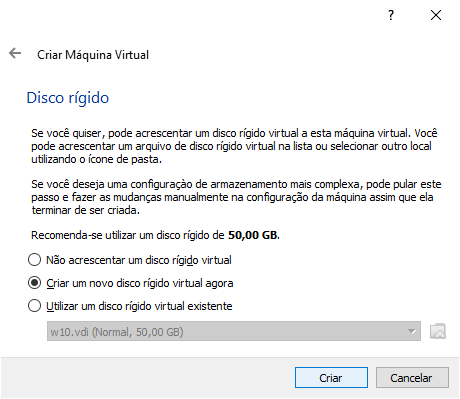 ?
Criar Máquina Virtual
Disco rígido
Se você quiser, pode acrescentar um disco rígido virtual a esta máquina virtual. Você
pode acrescentar um arquivo de disco rígido virtual na lista ou selecionar outro local
utilizando o ícone de pasta.
Se você deseja uma configuração de armazenamento mais complexa, pode pular este
passo e fazer as mudanças manualmente na configuração da máquina assim que ela
terminar de ser criada.
Recomenda-se utilizar um disco rígido de 50,00 GB.
Não acrescentar um disco rígido virtual
Criar um novo disco rígido virtual agora
Utilizar um disco rígido virtual existente
w10.vdi (Normal, 50,00 GB)
Criar
Cancelar